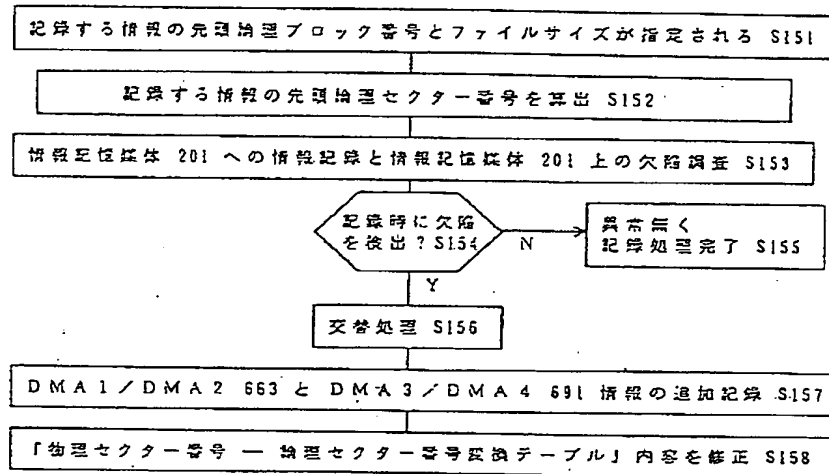 記録する情報の先頭論理ブロック番号とファイルサイズが指定される S151
記録する情報の先頭論理セクター番号を算出 S152
情報記憶媒体 201 への情報記録と情報記憶媒体 201 上の欠陥調査 S153
記録時に欠陥
を検出？S154
N
異常無く
記録処理完了 S155
Y
交替処理 S156
DMA1／DMA2 663 と DMA3／DMA4 691 情報の追加記録 S157
「物理セクター番号 ― 論理セクター番号変換テーブル」内容を修正 S158